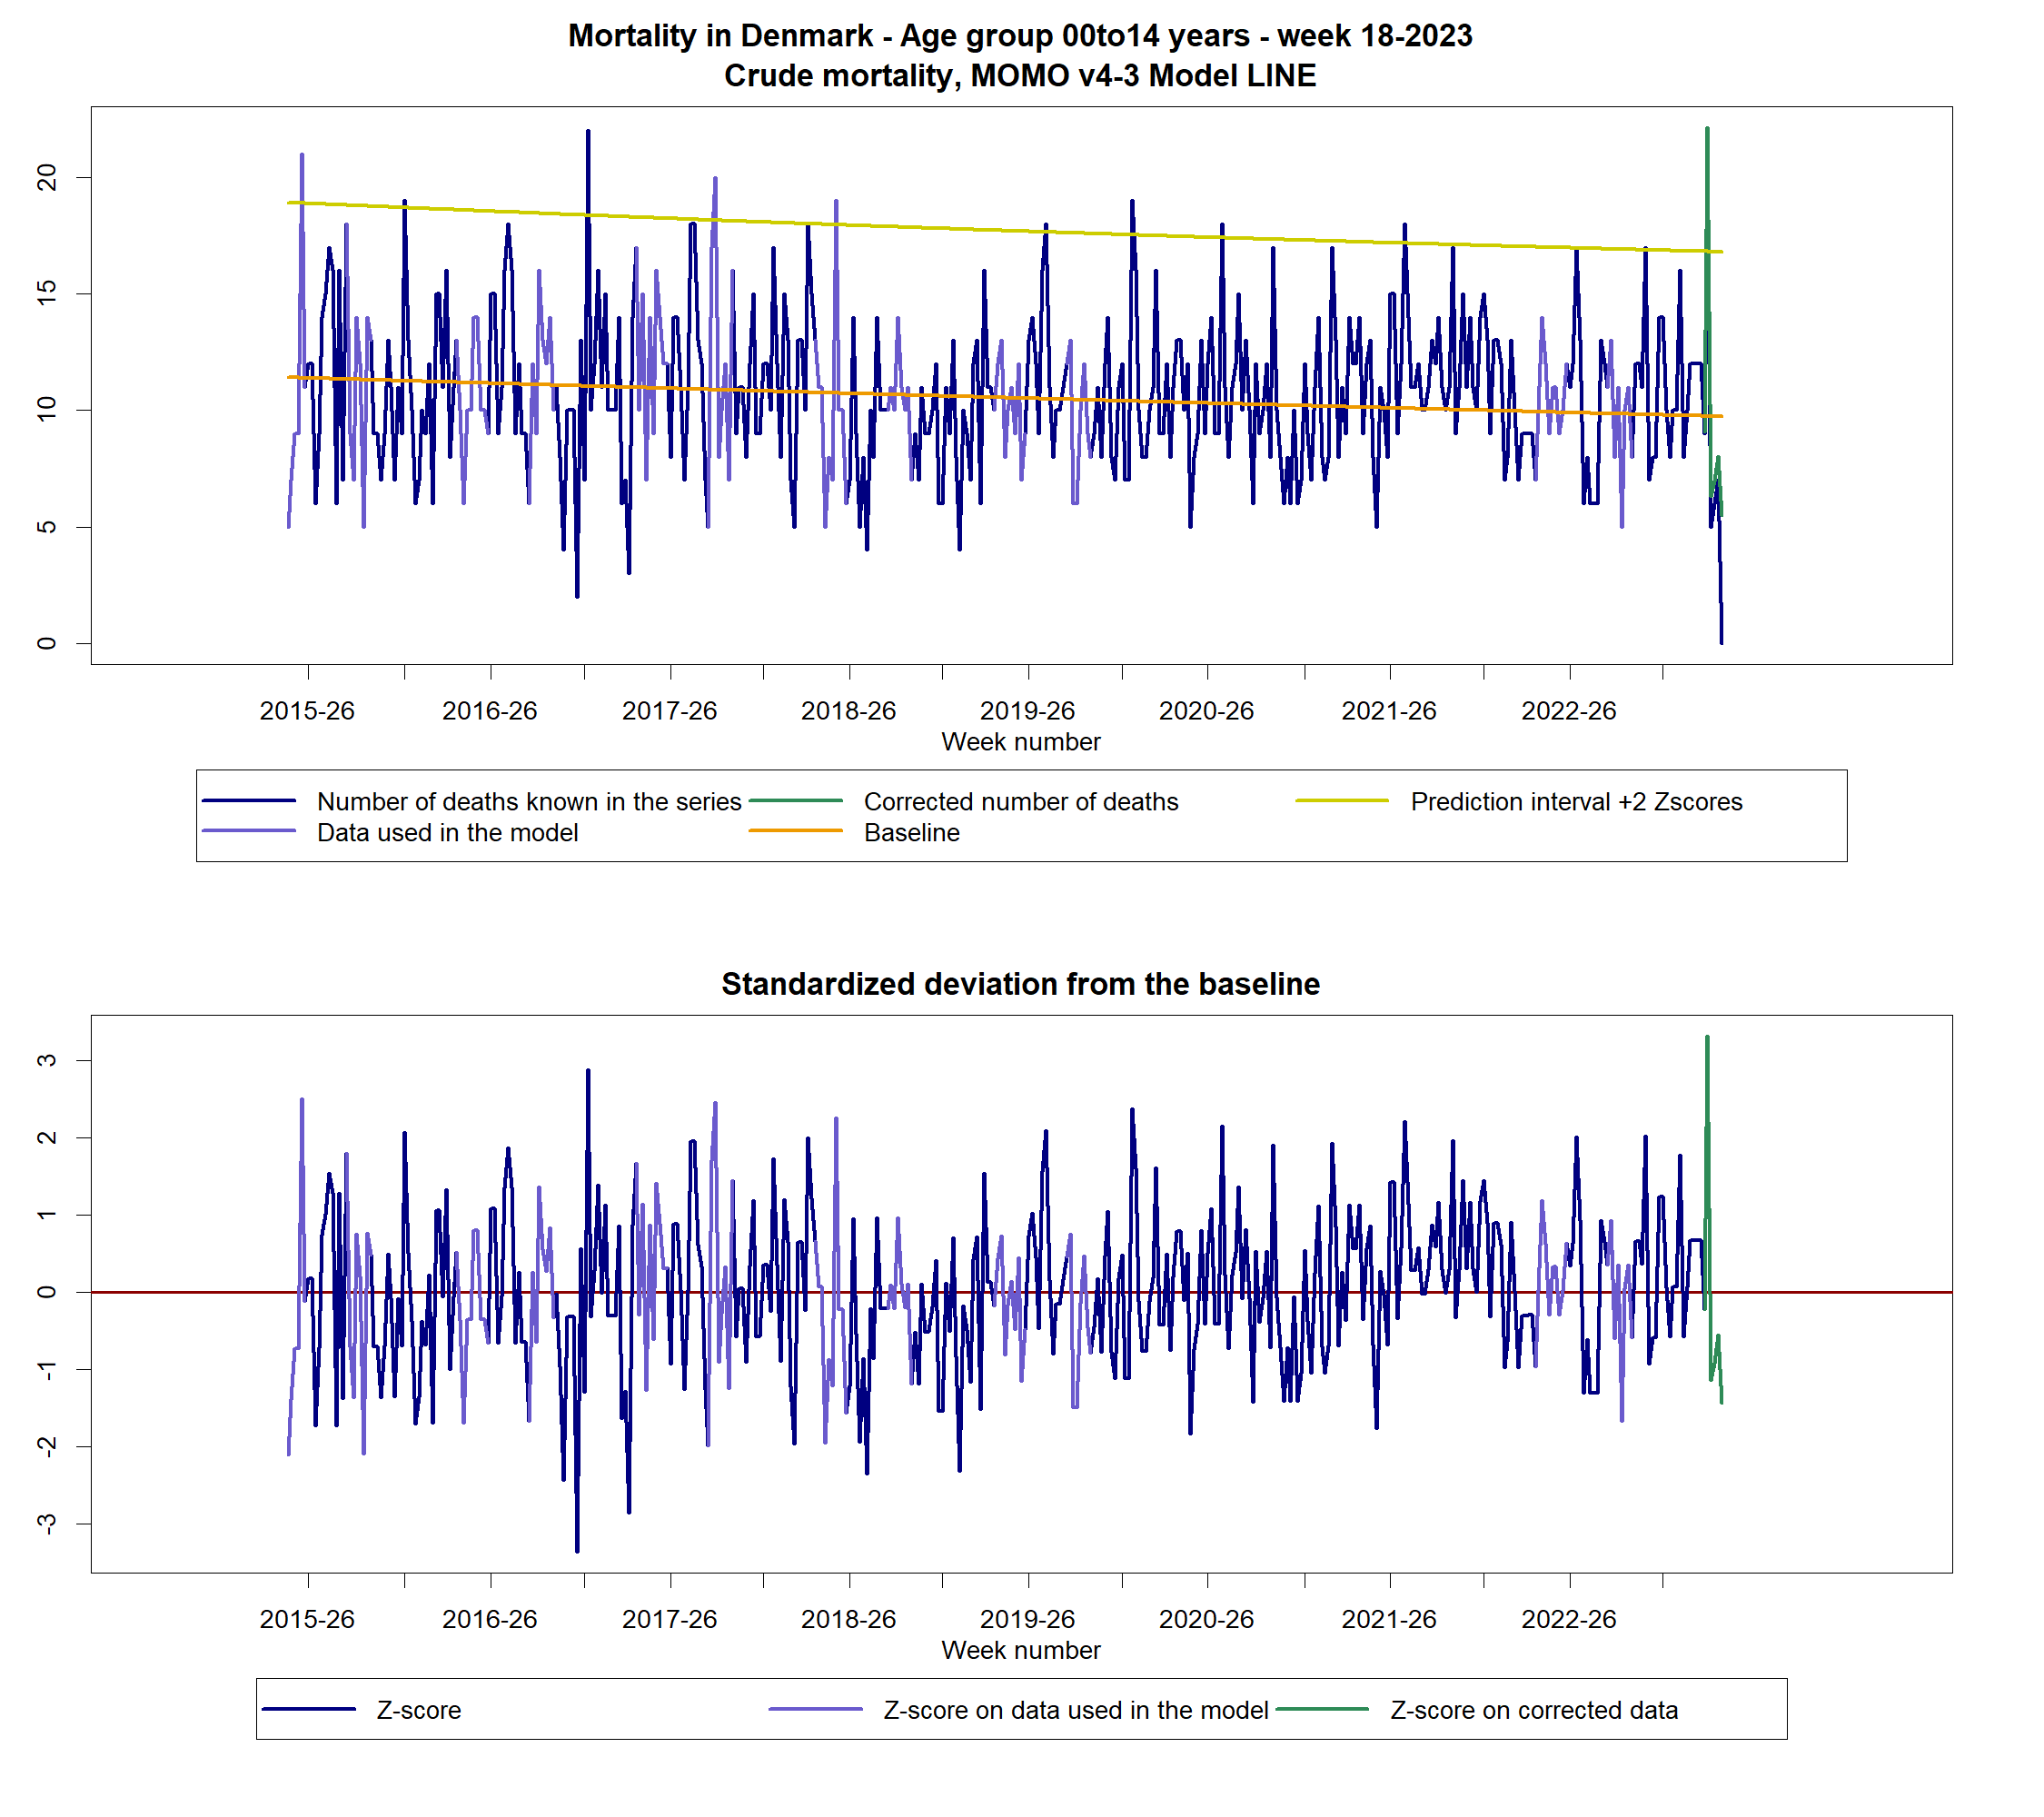 Mortality in Denmark - Age group 00to14 years - week 18-2023
Crude mortality, MOMO v4-3 Model LINE
20
15
10
5
0
2015-26 2016-26 2017-26 2018-26 2019-26 2020-26 2021-26 2022-26
Week number
Number of deaths known in the series Corrected number of deaths Prediction interval +2 Zscores
Data used in the model Baseline
Standardized deviation from the baseline
3
2
1
0
-1
-2
-3
2015-26 2016-26 2017-26 2018-26 2019-26 2020-26 2021-26 2022-26
Week number
Z-score Z-score on data used in the model Z-score on corrected data